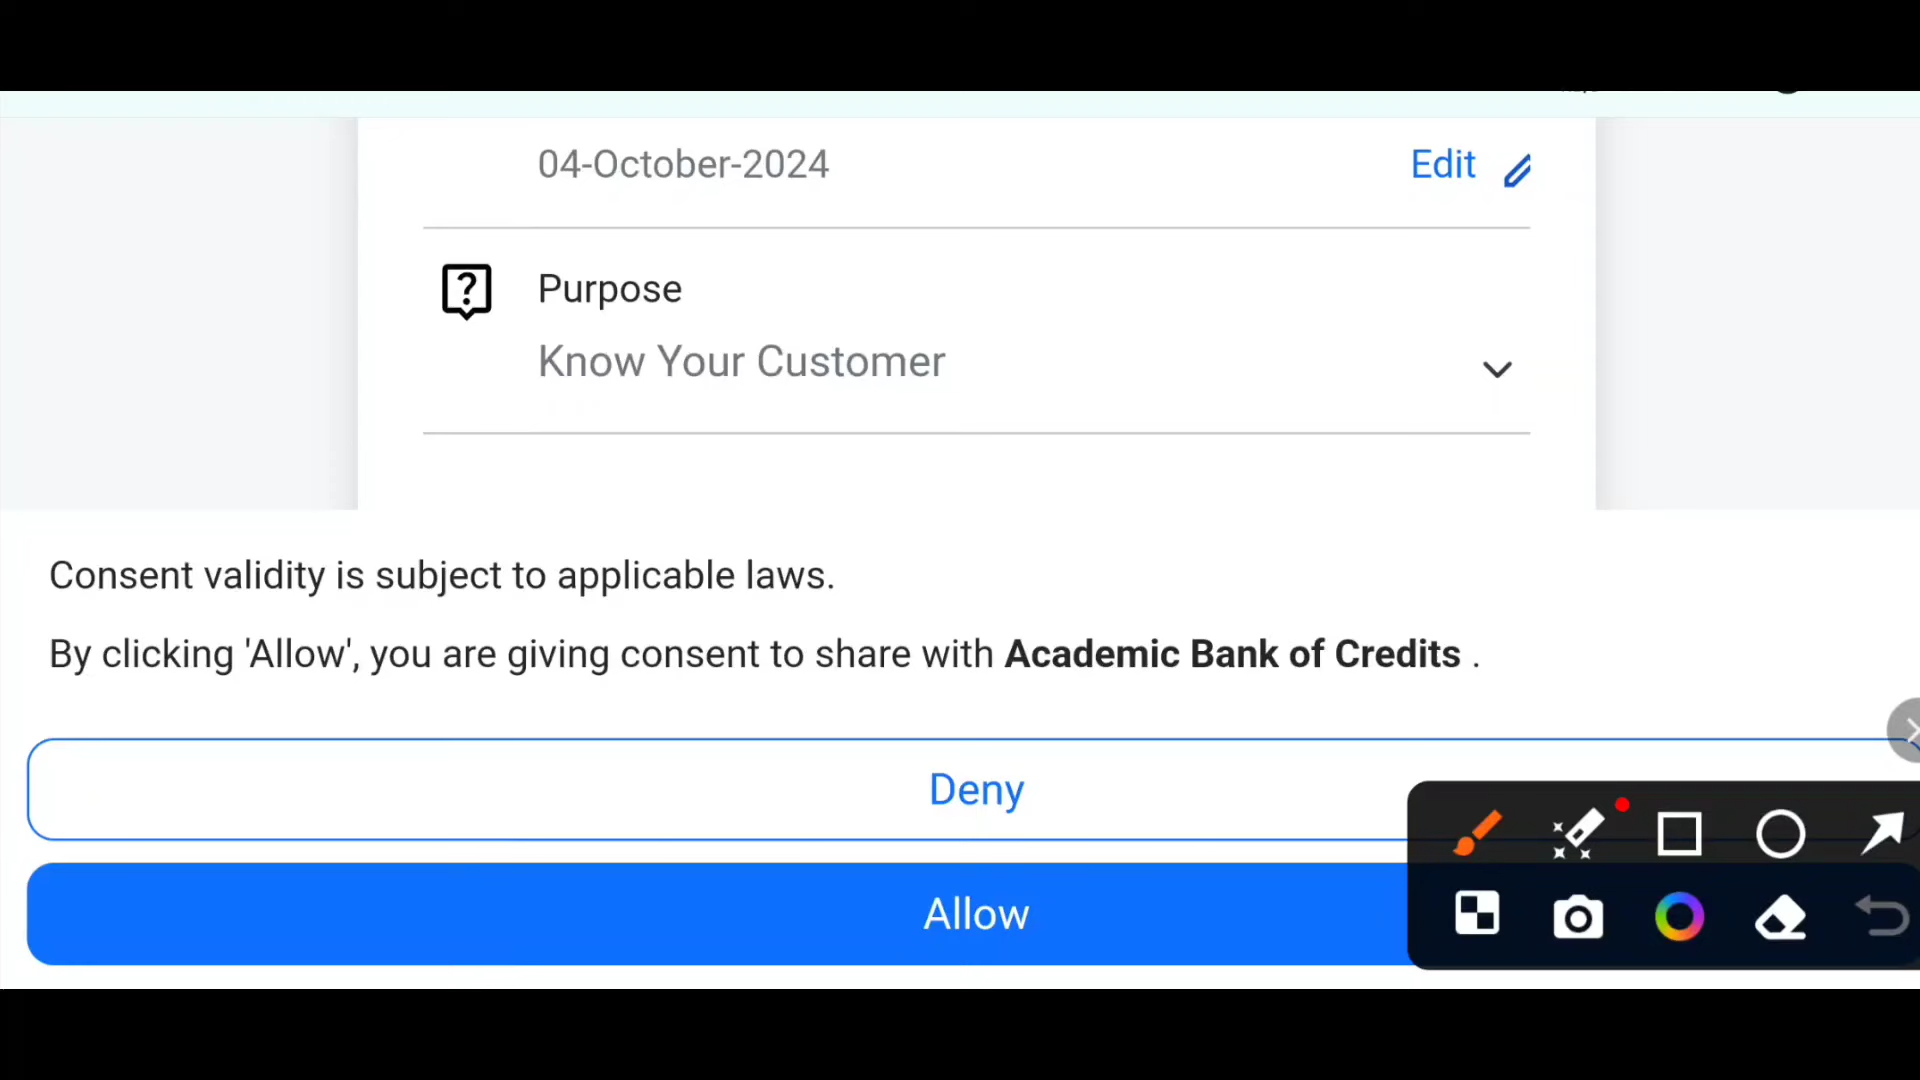 04-October-2024
Edit
?
Purpose
Know Your Customer
Consent validity is subject to applicable laws.
By clicking 'Allow', you are giving consent to share with Academic Bank of Credits .
Deny
Allow